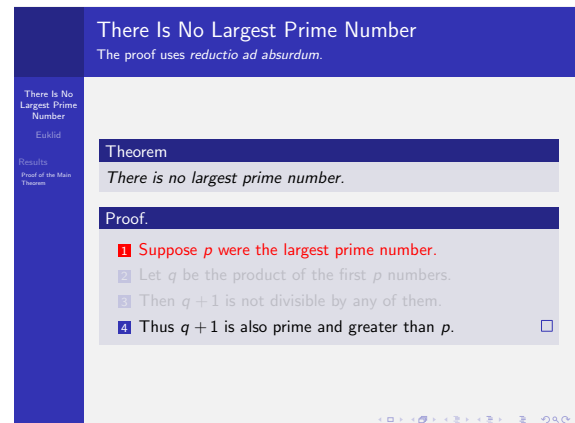 There Is No Largest Prime Number
The proof uses reductio ad absurdum.
There Is No
Largest Prime
Number
Euklid
Results
Proof of the Main
Theorem
Theorem
There is no largest prime number.
Proof.
1 Suppose p were the largest prime number.
2 Let q be the product of the first p numbers.
3 Then q + 1 is not divisible by any of them.
4 Thus q + 1 is also prime and greater than p. □